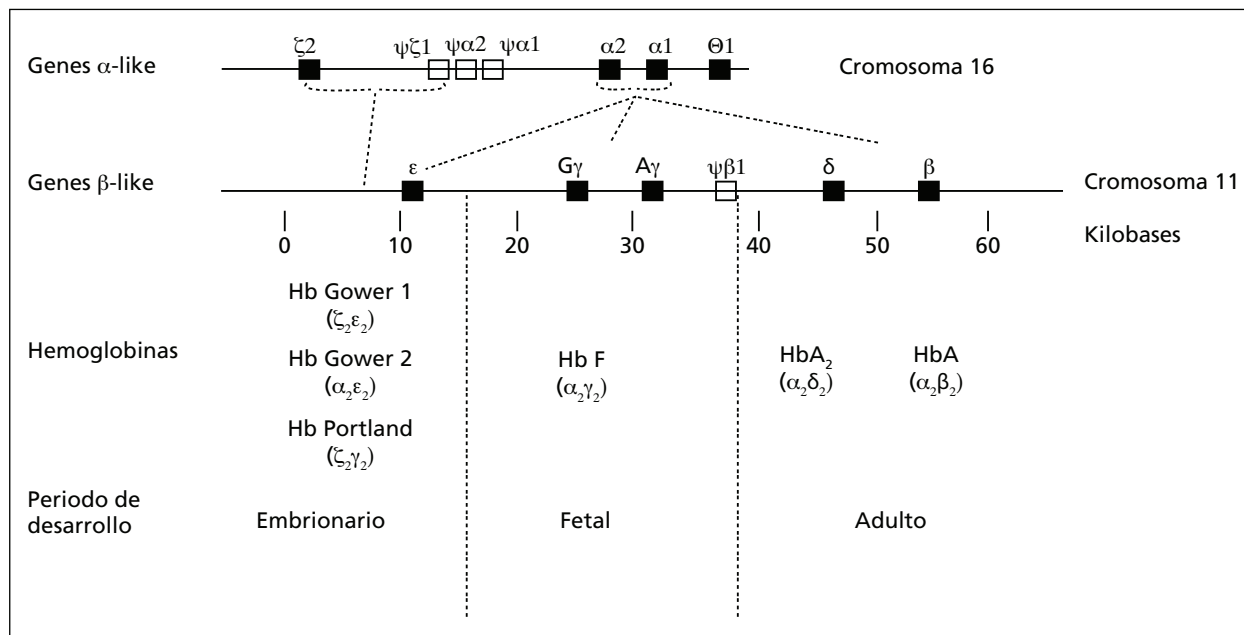 ζ2 ψζ1 ψα2 ψα1 α2 α1 Θ1
Genes α-like Cromosoma 16
ε Gγ Aγ ψβ1 δ β
Genes β-like Cromosoma 11
0 10 20 30 40 50 60 Kilobases
Hb Gower 1
(ζ₂ε₂)
Hemoglobinas
Hb Gower 2 Hb F HbA₂ HbA
(α₂ε₂) (α₂γ₂) (α₂δ₂) (α₂β₂)
Hb Portland
(ζ₂γ₂)
Periodo de
desarrollo Embrionario Fetal Adulto